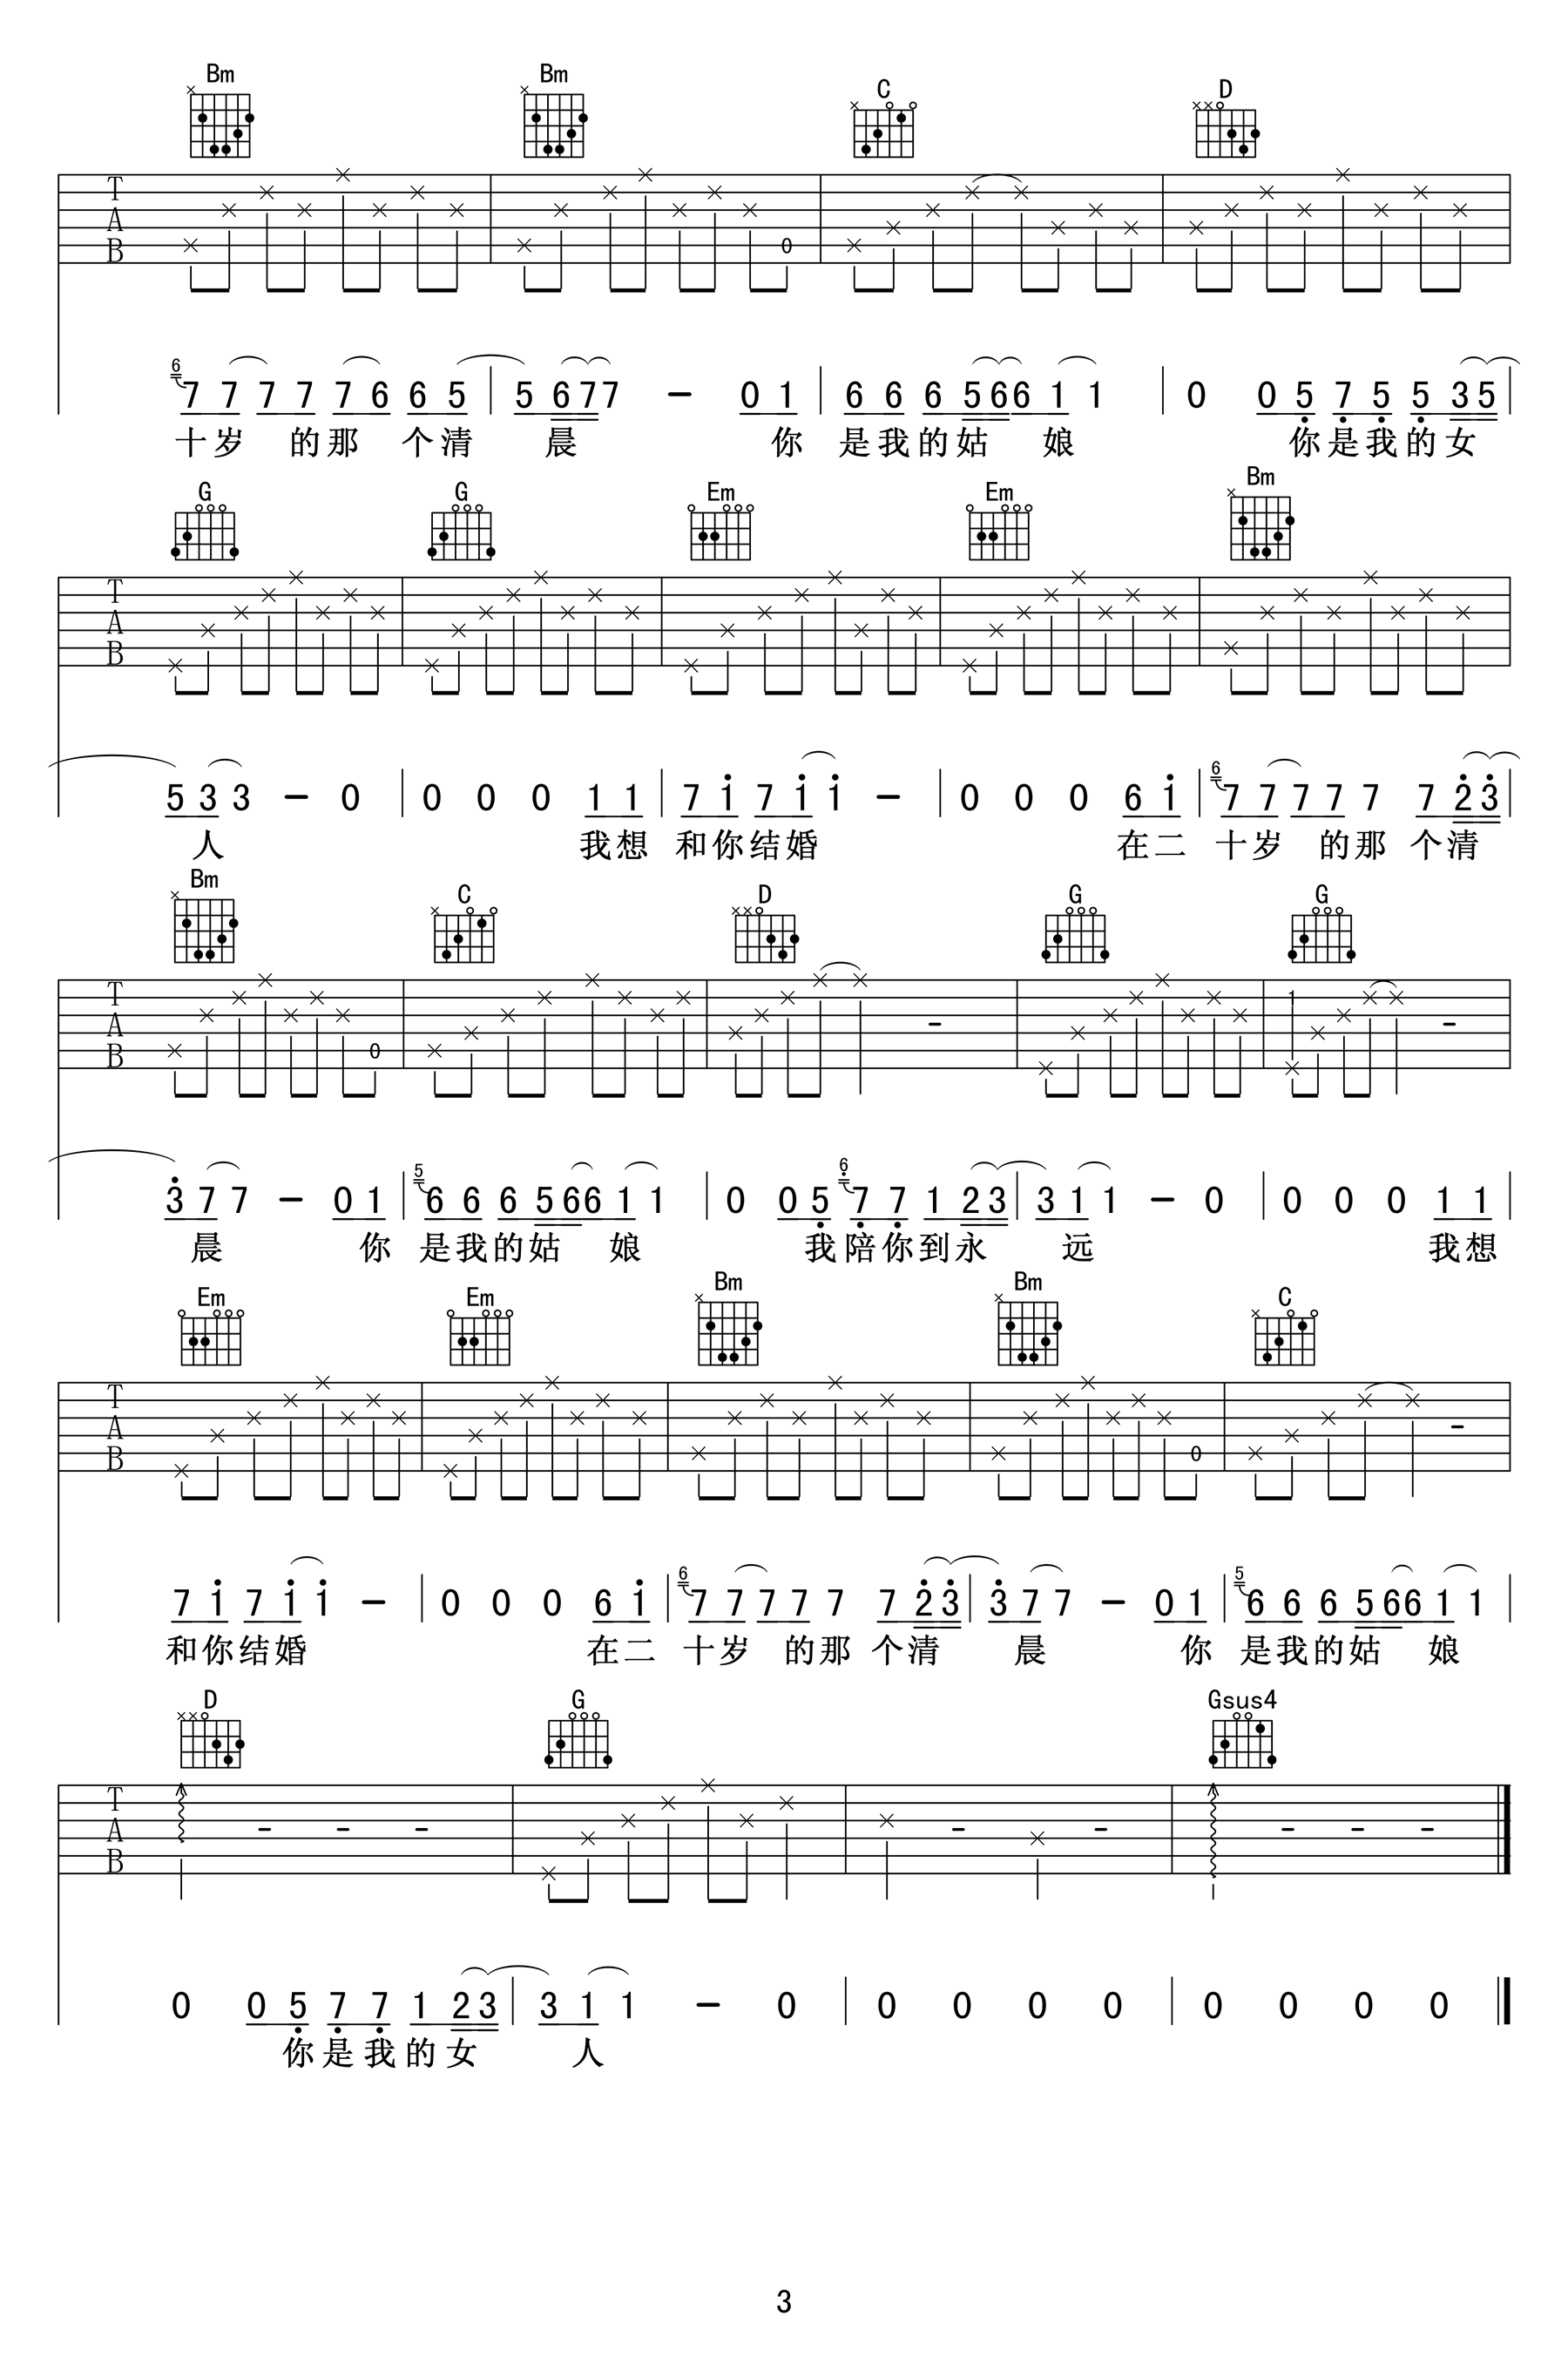 Bm Bm C D
T
A
B
0
6
7 7 7 7 7 6 6 5 | 5 6 7 7 - 0 1 | 6 6 6 5 6 6 1 1 | 0 0 5 7 5 5 3 5 |
十岁 的那 个清 晨 你 是我的姑 娘 你是我的女
G G Em Em Bm
T
A
B
6
5 3 3 - 0 | 0 0 0 1 1 | 7 1 7 1 1 - | 0 0 0 6 1 | 7 7 7 7 7 7 2 3 |
人 我想 和你结婚 在二 十岁 的那 个清
Bm C D G G
T
A
B
0 1
5 6
3 7 7 - 0 1 | 6 6 6 5 6 6 1 1 | 0 0 5 7 7 1 2 3 | 3 1 1 - 0 | 0 0 0 1 1 |
晨 你 是我的姑 娘 我陪你到永 远 我想
Em Em Bm Bm C
T
A
B
0
6 5
7 1 7 1 1 - | 0 0 0 6 1 | 7 7 7 7 7 7 2 3 | 3 7 7 - 0 1 | 6 6 6 5 6 6 1 1 |
和你结婚 在二 十岁 的那 个清 晨 你 是我的姑 娘
D G Gsus4
T
A
B
0 0 5 7 7 1 2 3 | 3 1 1 - 0 | 0 0 0 0 | 0 0 0 0
你是我的女 人
3